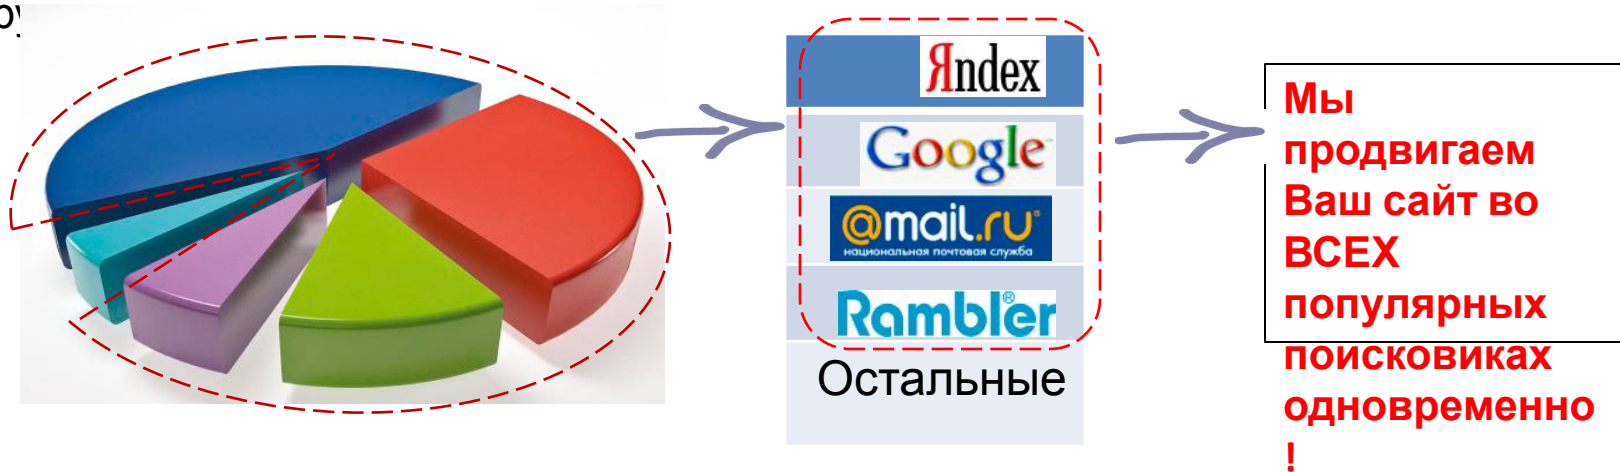 Яndex
Google
@mail.ru
национальная почтовая служба
Rambler
Остальные
Мы
продвигаем
Ваш сайт во
ВСЕХ
популярных
поисковиках
одновременно
!